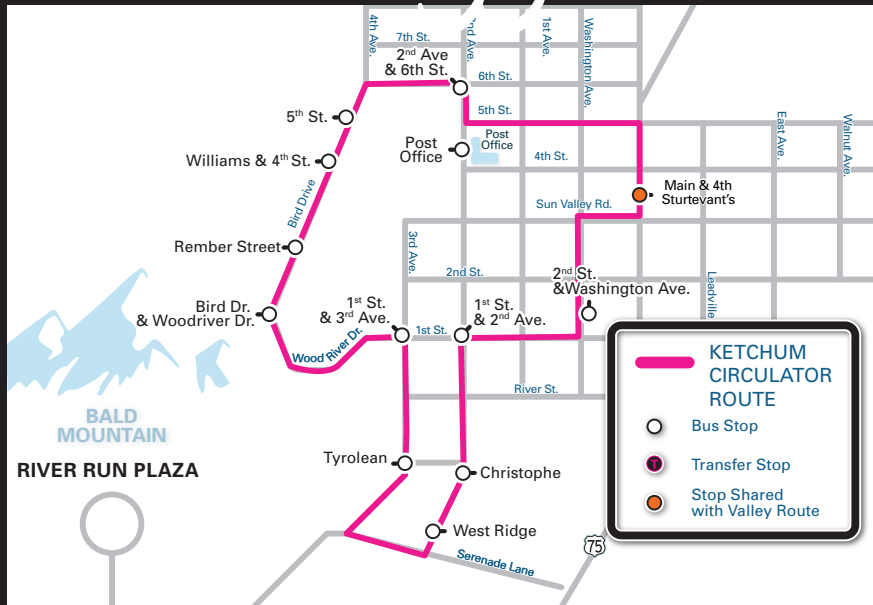 4th Ave.
7th St.
2nd Ave.
1st Ave.
Washington Ave.
2nd Ave
& 6th St.
6th St.
5th St.
5th St.
Post
Office
Post
Office
4th St.
East Ave.
Walnut Ave.
Williams & 4th St.
Bird Drive
Main & 4th
Sturtevant's
Sun Valley Rd.
Rember Street
3rd Ave.
2nd St.
2nd St.
&Washington Ave.
Leadville
Bird Dr.
& Woodriver Dr.
1st St.
& 3rd Ave.
1st St.
1st St.
& 2nd Ave.
Wood River Dr.
River St.
BALD
MOUNTAIN
RIVER RUN PLAZA
Tyrolean
Christophe
West Ridge
Serenade Lane
75
KETCHUM
CIRCULATOR
ROUTE
Bus Stop
T
Transfer Stop
Stop Shared
with Valley Route